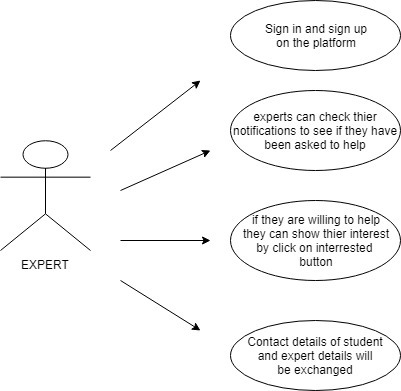 Sign in and sign up
on the platform
experts can check thier
notifications to see if they have
been asked to help
if they are willing to help
they can show thier interest
by click on interrested
button
EXPERT
Contact details of student
and expert details will
be exchanged